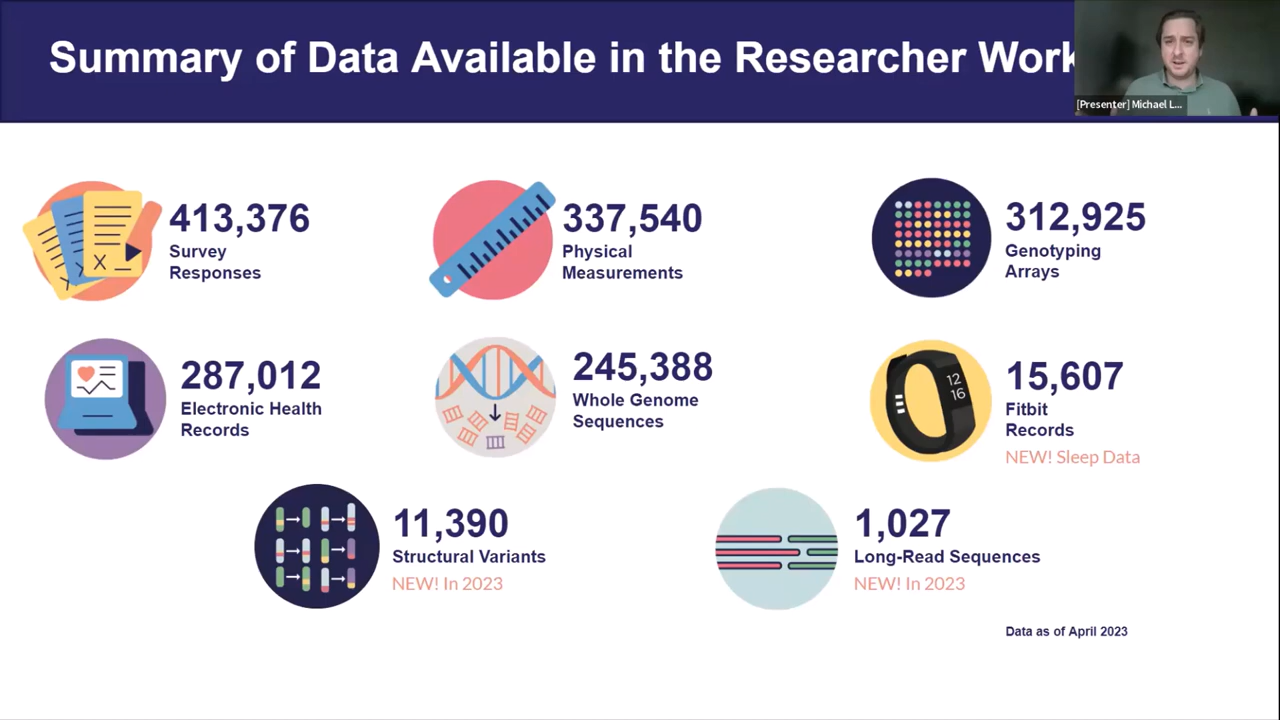 Summary of Data Available in the Researcher Work
[Presenter] Michael L...
413,376
Survey
Responses
337,540
Physical
Measurements
312,925
Genotyping
Arrays
287,012
Electronic Health
Records
245,388
Whole Genome
Sequences
12
16
15,607
Fitbit
Records
NEW! Sleep Data
11,390
Structural Variants
NEW! In 2023
1,027
Long-Read Sequences
NEW! In 2023
Data as of April 2023